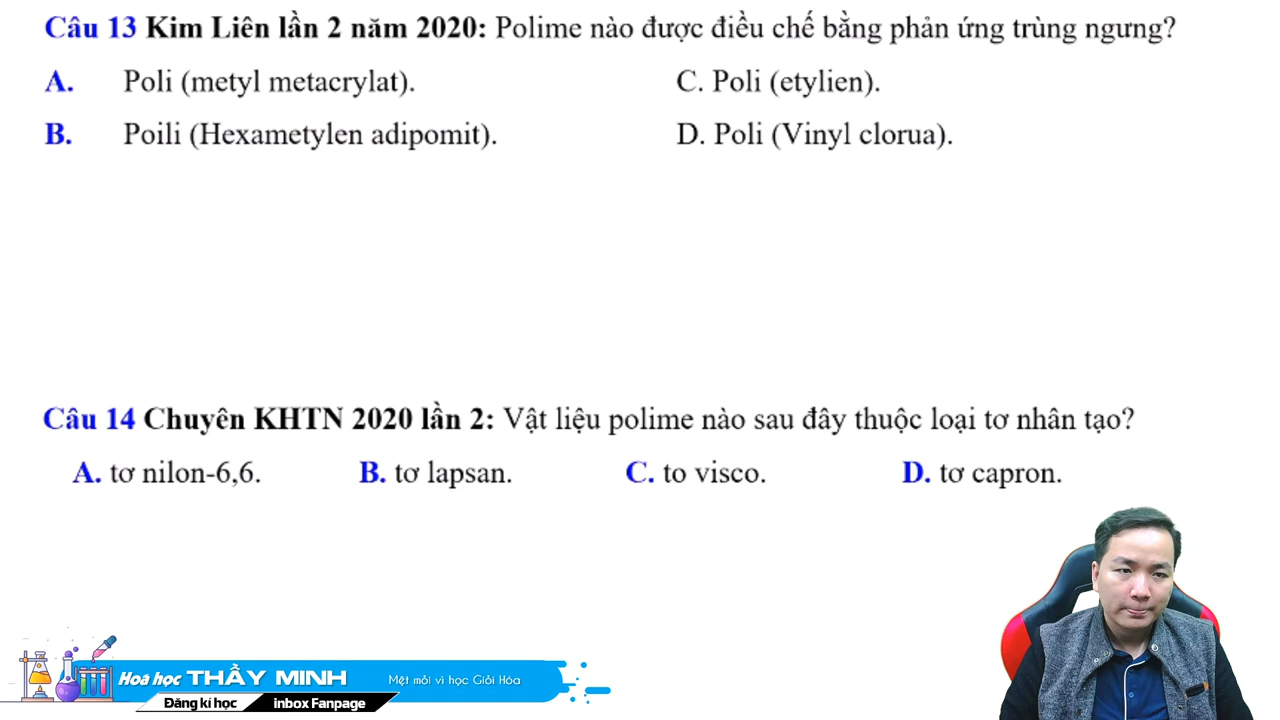 Câu 13 Kim Liên lần 2 năm 2020: Polime nào được điều chế bằng phản ứng trùng ngưng?
A. Poli (metyl metacrylat). C. Poli (etylien).
B. Poili (Hexametylen adipomit). D. Poli (Vinyl clorua).
Câu 14 Chuyên KHTN 2020 lần 2: Vật liệu polime nào sau đây thuộc loại tơ nhân tạo?
A. tơ nilon-6,6. B. tơ lapsan. C. to visco. D. tơ capron.
Hoá học THẦY MINH Mệt mỏi vì học Giỏi Hóa
Đăng kí học inbox Fanpage